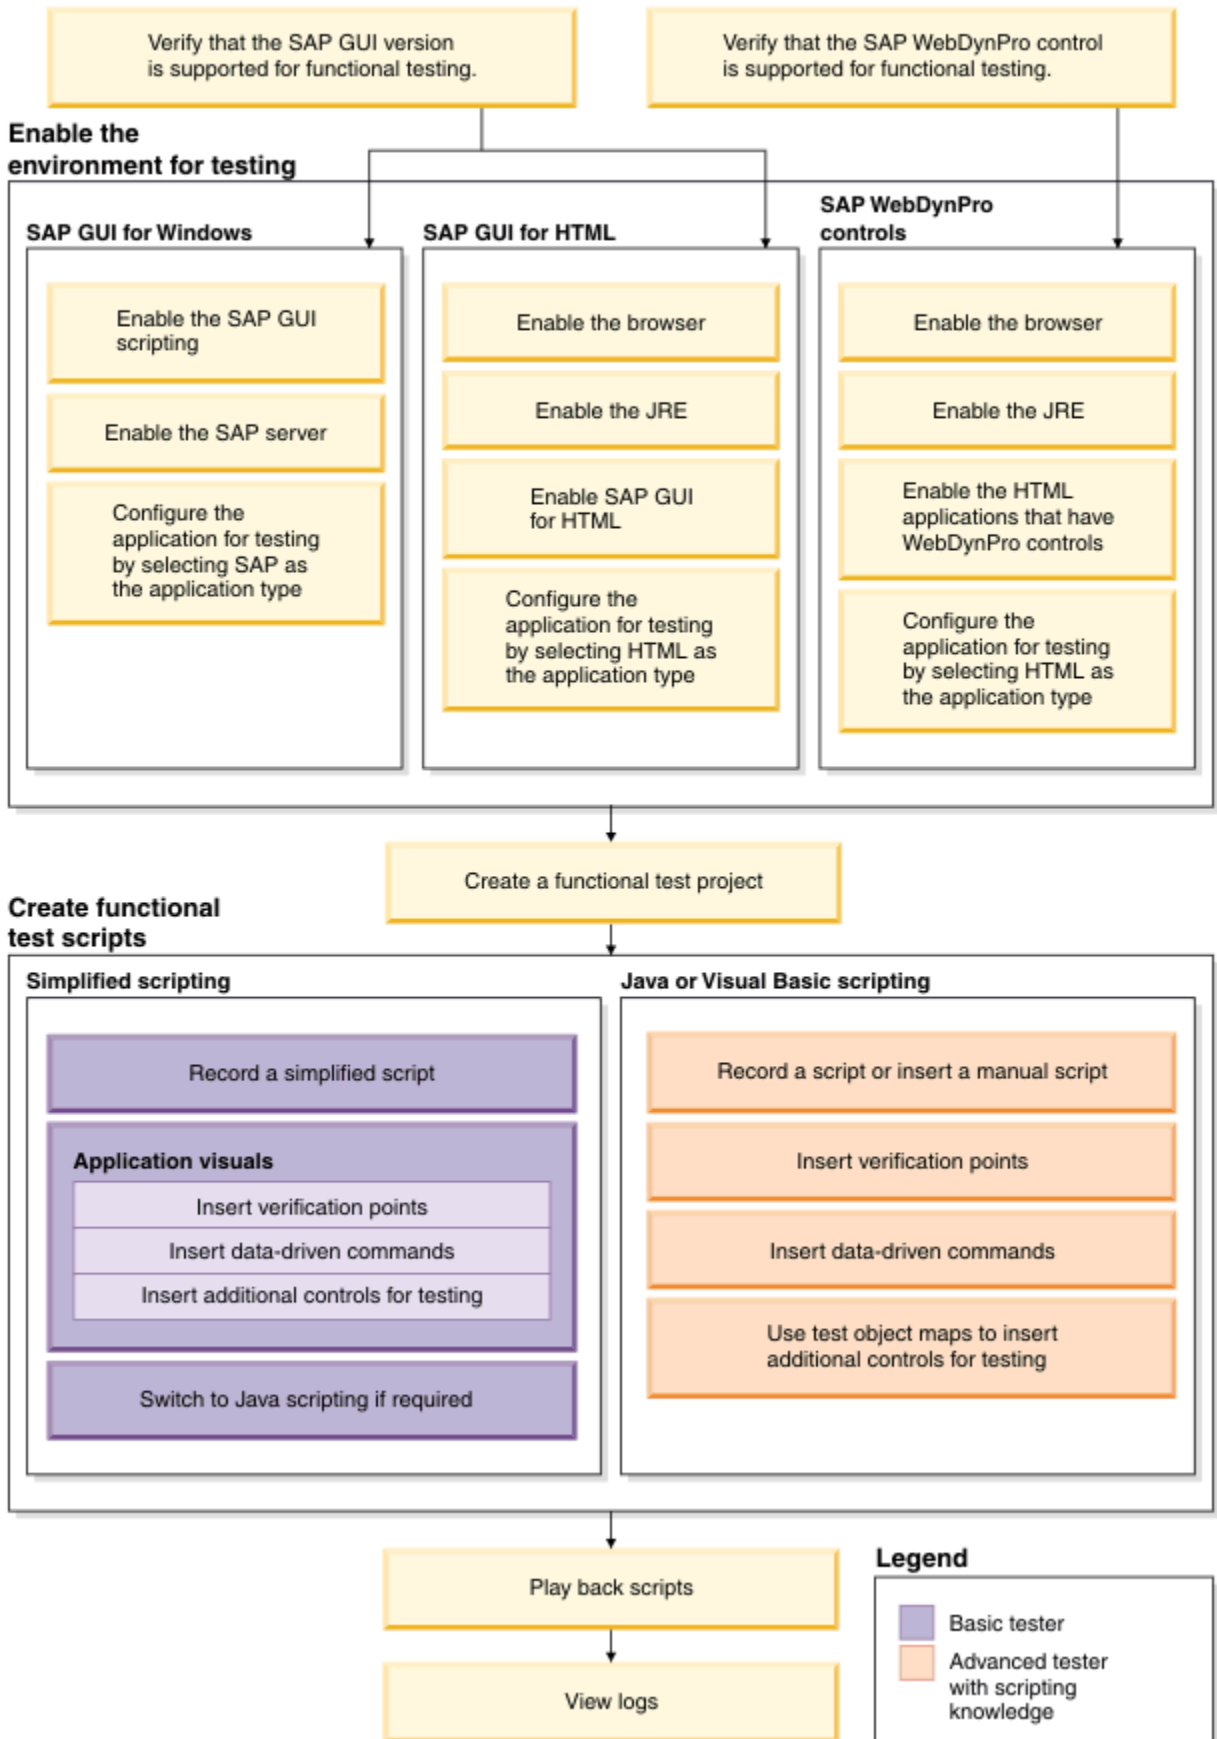 Verify that the SAP GUI version
is supported for functional testing.
Verify that the SAP WebDynPro control
is supported for functional testing.
Enable the
environment for testing
SAP GUI for Windows
Enable the SAP GUI
scripting
Enable the SAP server
Configure the
application for testing
by selecting SAP as
the application type
SAP GUI for HTML
Enable the browser
Enable the JRE
Enable SAP GUI
for HTML
Configure the
application for testing
by selecting HTML as
the application type
SAP WebDynPro
controls
Enable the browser
Enable the JRE
Enable the HTML
applications that have
WebDynPro controls
Configure the
application for testing
by selecting HTML as
the application type
Create a functional test project
Create functional
test scripts
Simplified scripting
Record a simplified script
Application visuals
Insert verification points
Insert data-driven commands
Insert additional controls for testing
Switch to Java scripting if required
Java or Visual Basic scripting
Record a script or insert a manual script
Insert verification points
Insert data-driven commands
Use test object maps to insert
additional controls for testing
Play back scripts
View logs
Legend
Basic tester
Advanced tester
with scripting
knowledge